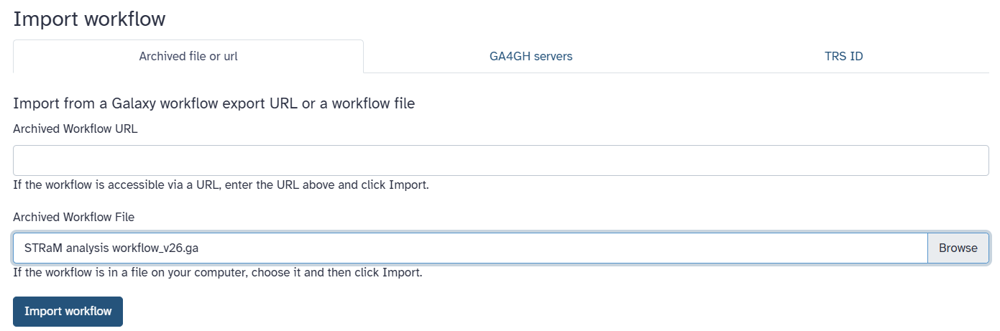 Import workflow
Archived file or url
GA4GH servers
TRS ID
Import from a Galaxy workflow export URL or a workflow file
Archived Workflow URL
If the workflow is accessible via a URL, enter the URL above and click Import.
Archived Workflow File
STRaM analysis workflow_v26.ga
Browse
If the workflow is in a file on your computer, choose it and then click Import.
Import workflow